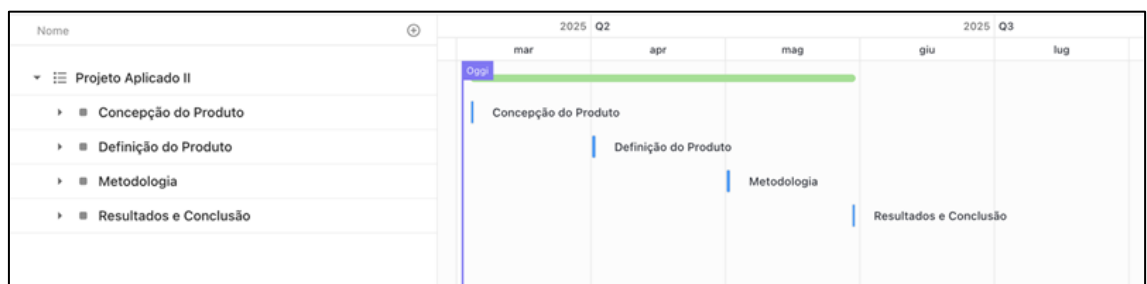 Nome
2025 Q2
2025 Q3
mar apr mag giu lug
Oggi
Projeto Aplicado II
Concepção do Produto Concepção do Produto
Definição do Produto Definição do Produto
Metodologia Metodologia
Resultados e Conclusão Resultados e Conclusão